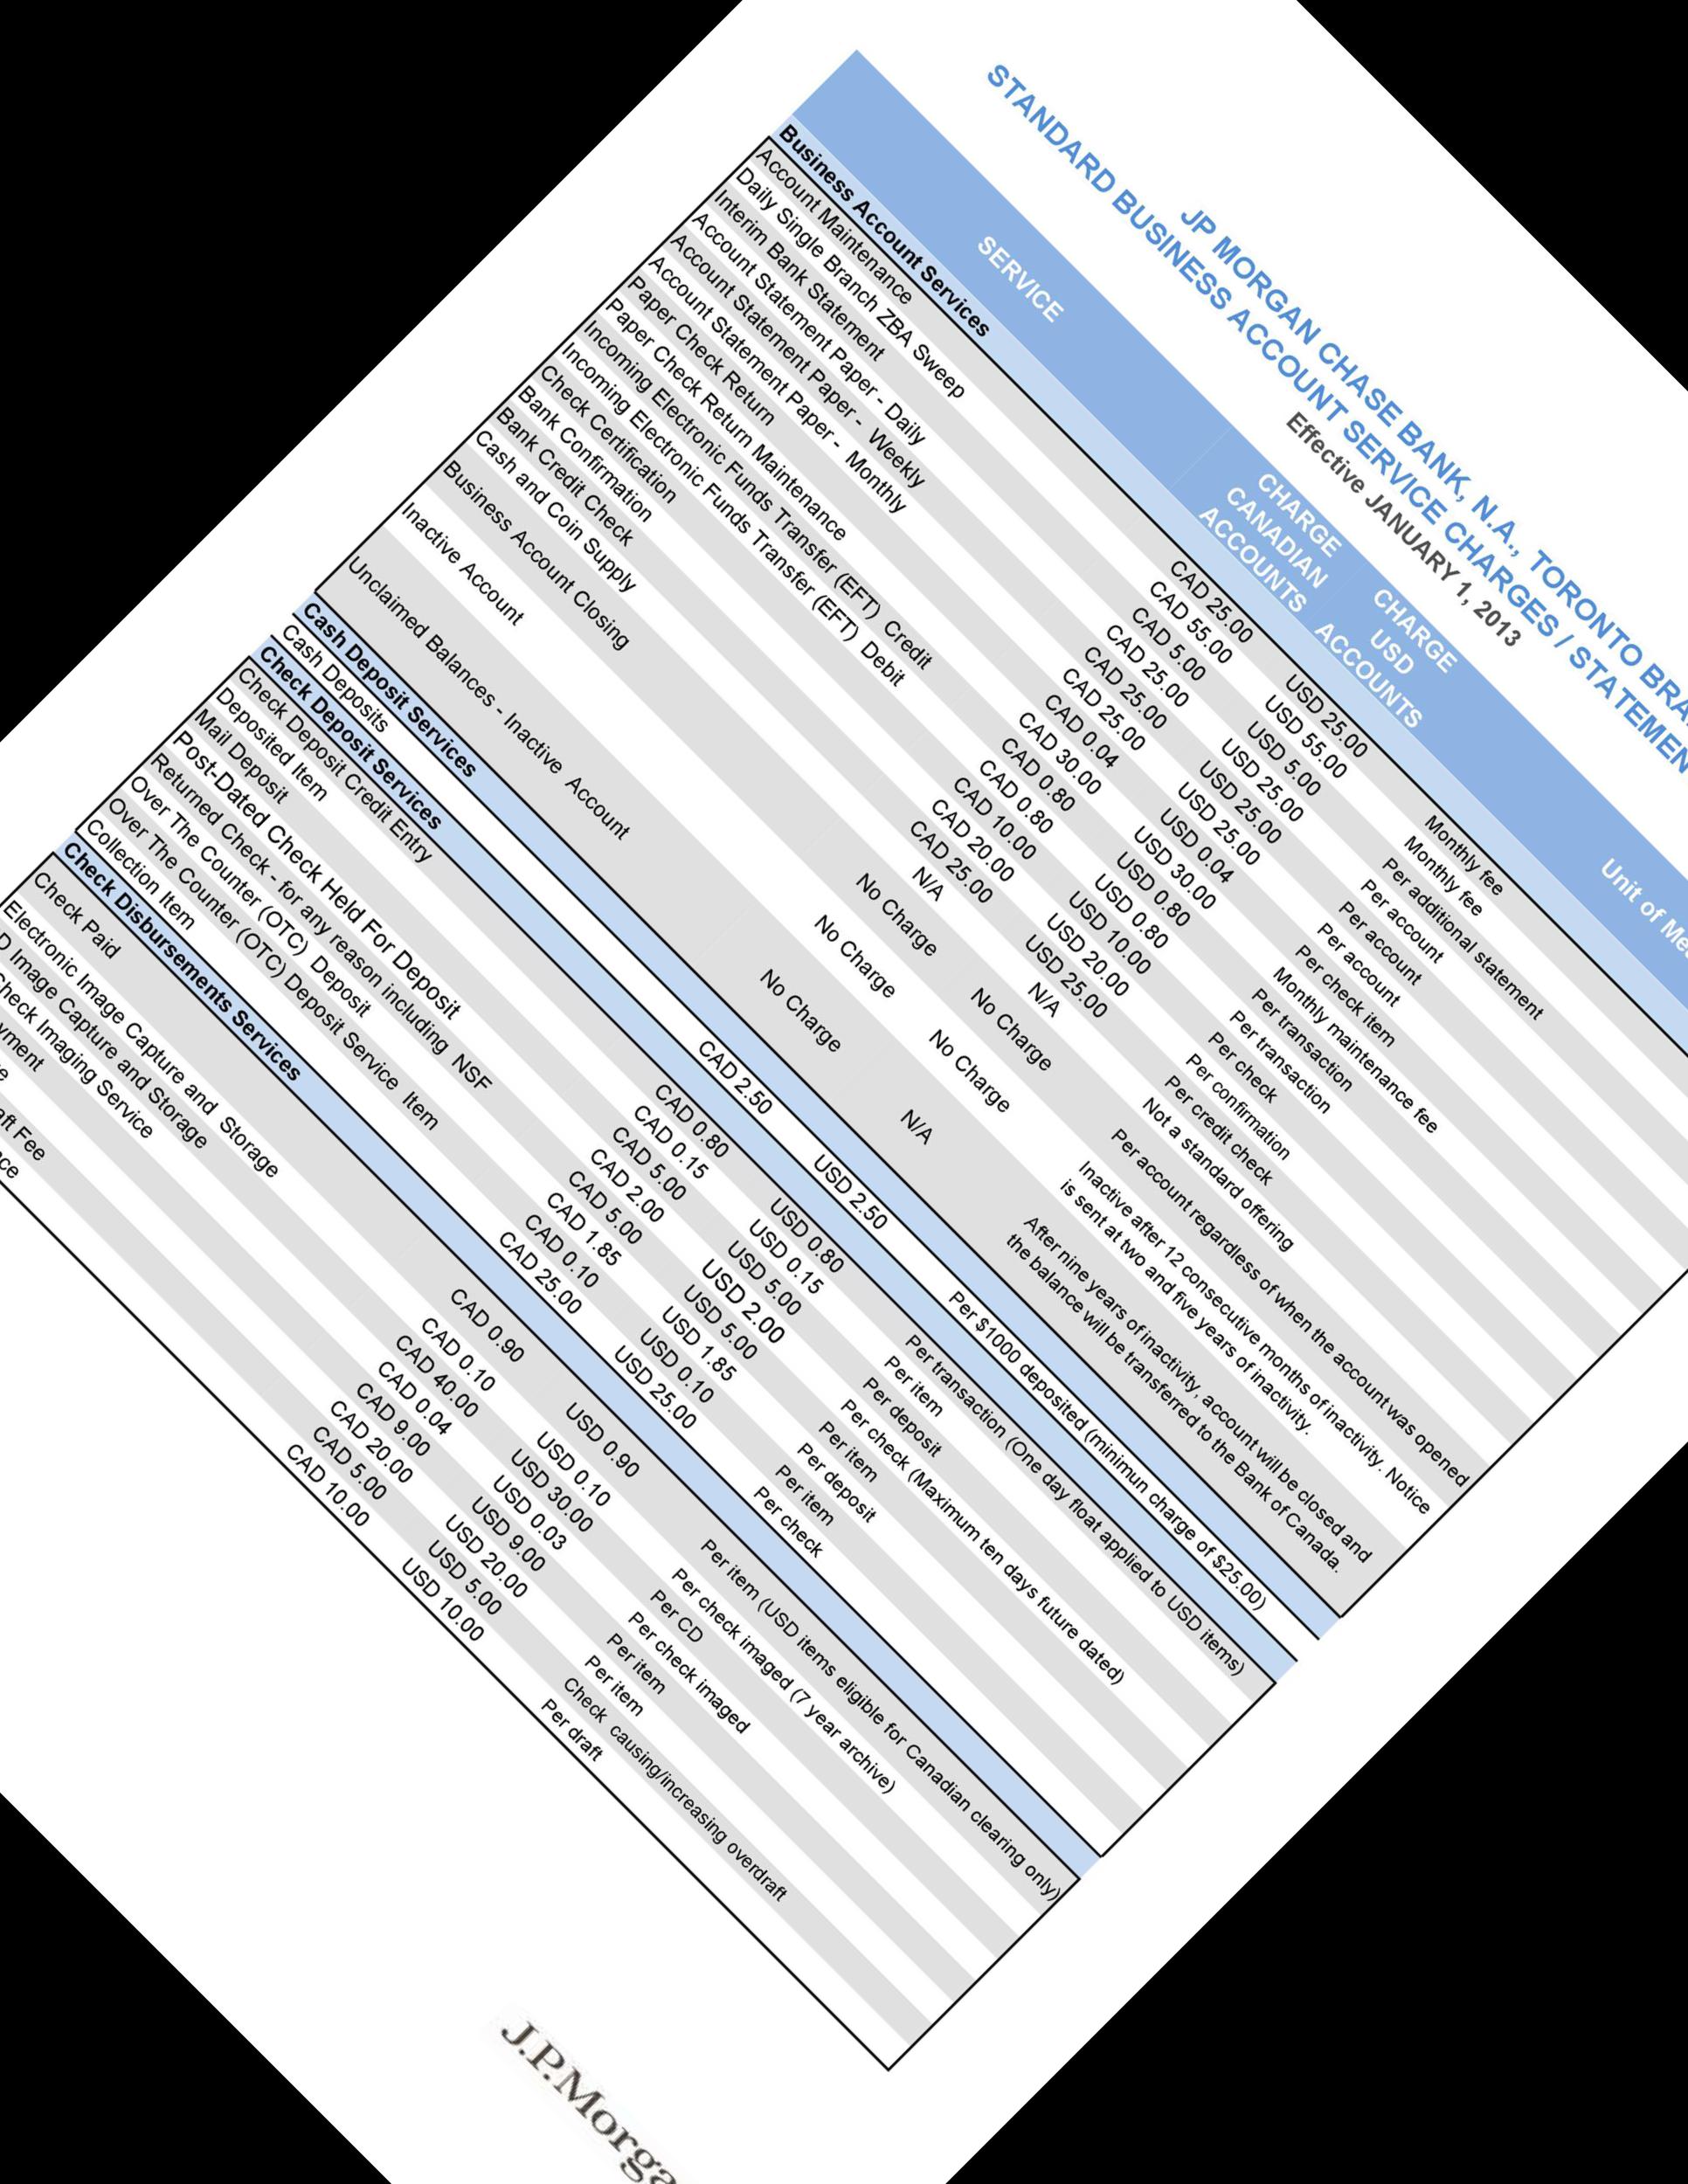 JP MORGAN CHASE BANK, N.A., TORONTO BRA
STANDARD BUSINESS ACCOUNT SERVICE CHARGES / STATEMEN
Effective JANUARY 1, 2013
SERVICE
CHARGE
CANADIAN
ACCOUNTS
CHARGE
USD
ACCOUNTS
Unit of Me
Business Account Services
Account Maintenance CAD 25.00 USD 25.00 Monthly fee
Daily Single Branch ZBA Sweep CAD 55.00 USD 55.00 Monthly fee
Interim Bank Statement CAD 5.00 USD 5.00 Per additional statement
Account Statement Paper - Daily CAD 25.00 USD 25.00 Per account
Account Statement Paper - Weekly CAD 25.00 USD 25.00 Per account
Account Statement Paper - Monthly CAD 25.00 USD 25.00 Per account
Paper Check Return CAD 0.04 USD 0.04 Per check item
Paper Check Return Maintenance CAD 30.00 USD 30.00 Monthly maintenance fee
Incoming Electronic Funds Transfer (EFT) Credit CAD 0.80 USD 0.80 Per transaction
Incoming Electronic Funds Transfer (EFT) Debit CAD 0.80 USD 0.80 Per transaction
Check Certification CAD 10.00 USD 10.00 Per check
Bank Confirmation CAD 20.00 USD 20.00 Per confirmation
Bank Credit Check CAD 25.00 USD 25.00 Per credit check
Cash and Coin Supply N/A N/A Not a standard offering
Business Account Closing No Charge No Charge Per account regardless of when the account was opened
Inactive Account No Charge No Charge Inactive after 12 consecutive months of inactivity. Notice
is sent at two and five years of inactivity.
Unclaimed Balances - Inactive Account No Charge N/A After nine years of inactivity, account will be closed and
the balance will be transferred to the Bank of Canada.
Cash Deposit Services
Cash Deposits CAD 2.50 USD 2.50 Per $1000 deposited (minimun charge of $25.00)
Check Deposit Services
Check Deposit Credit Entry CAD 0.80 USD 0.80 Per transaction (One day float applied to USD items)
Deposited Item CAD 0.15 USD 0.15 Per item
Mail Deposit CAD 5.00 USD 5.00 Per deposit
Post-Dated Check Held For Deposit CAD 2.00 USD 2.00 Per check (Maximum ten days future dated)
Returned Check - for any reason including NSF CAD 5.00 USD 5.00 Per item
Over The Counter (OTC) Deposit CAD 1.85 USD 1.85 Per deposit
Over The Counter (OTC) Deposit Service Item CAD 0.10 USD 0.10 Per item
Collection Item CAD 25.00 USD 25.00 Per check
Check Disbursements Services
Check Paid CAD 0.90 USD 0.90 Per item (USD items eligible for Canadian clearing only)
Electronic Image Capture and Storage CAD 0.10 USD 0.10 Per check imaged (7 year archive)
D Image Capture and Storage CAD 40.00 USD 30.00 Per CD
heck Imaging Service CAD 0.04 USD 0.03 Per check imaged
yment CAD 9.00 USD 9.00 Per item
e CAD 20.00 USD 20.00 Per item
aft Fee CAD 5.00 USD 5.00 Check causing/increasing overdraft
ce CAD 10.00 USD 10.00 Per draft
J.P.Morga